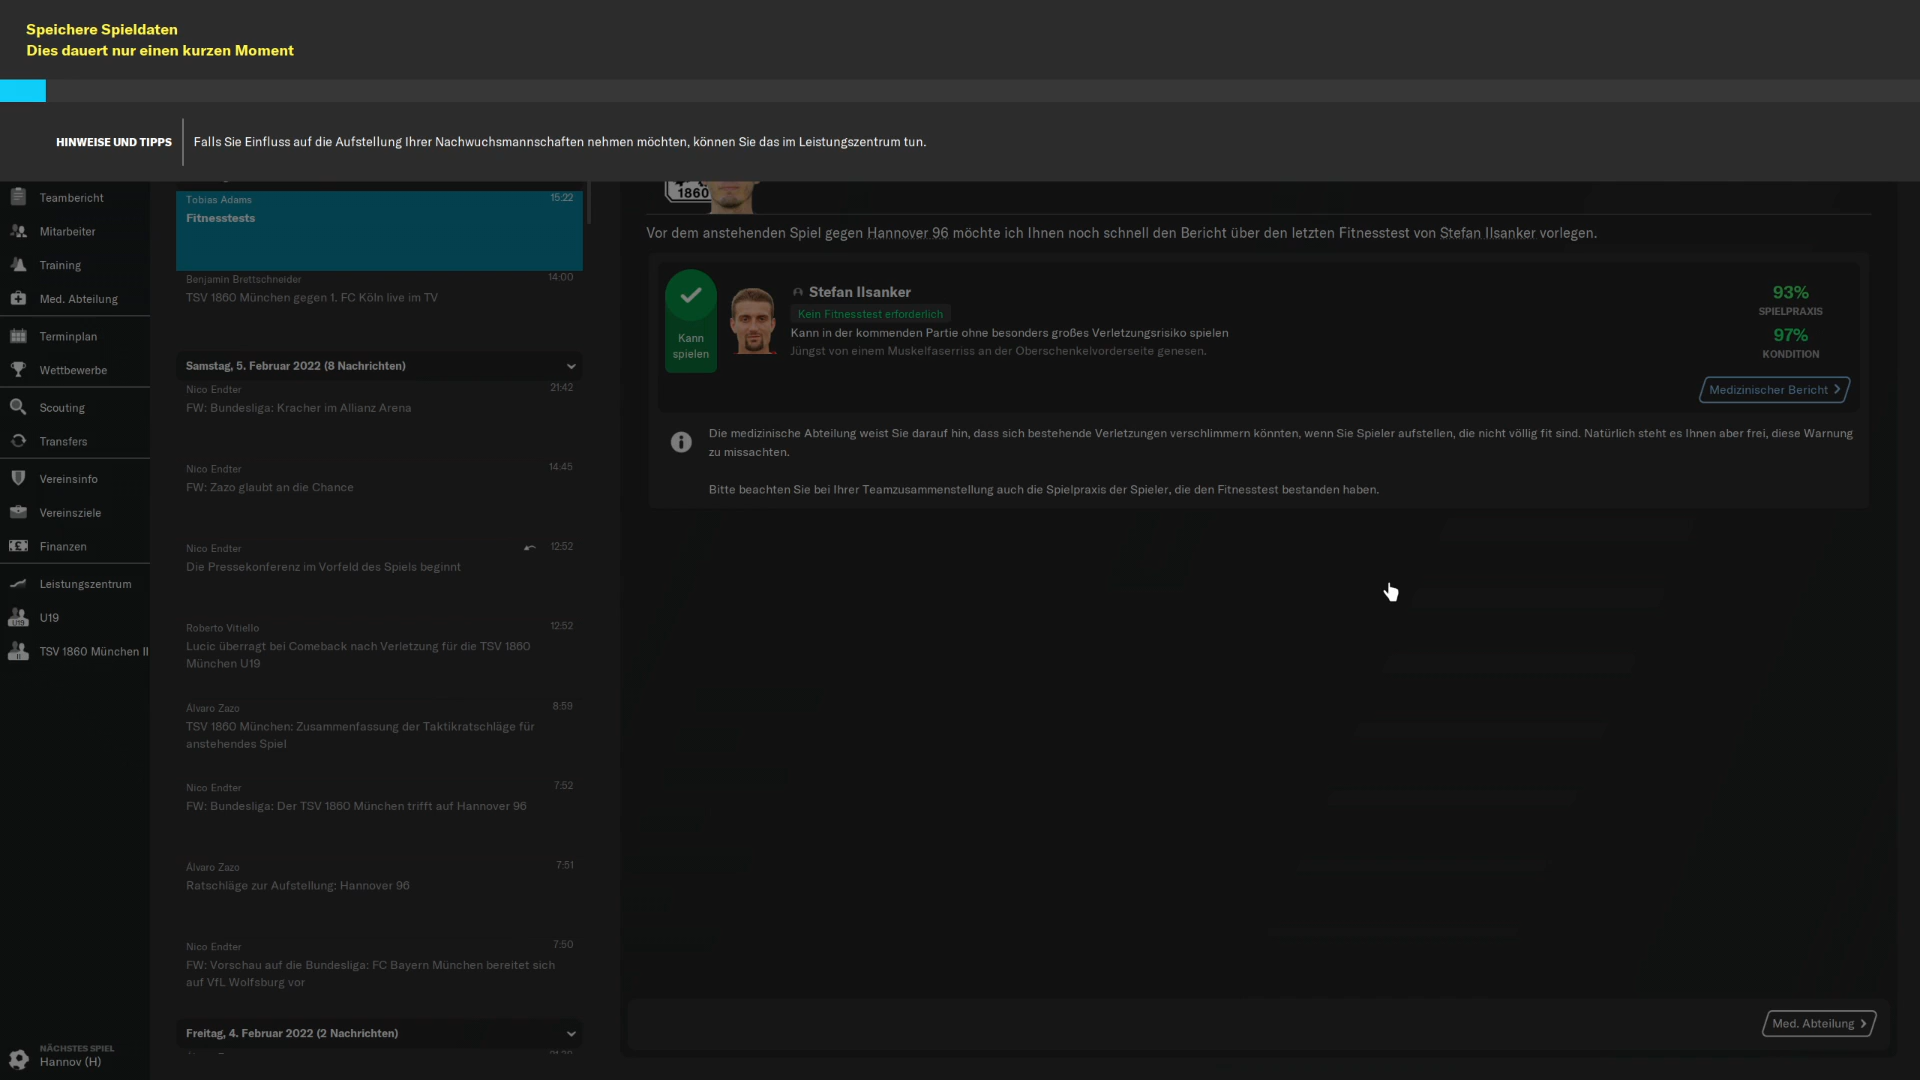 Speichere Spieldaten
Dies dauert nur einen kurzen Moment
HINWEISE UND TIPPS
Falls Sie Einfluss auf die Aufstellung Ihrer Nachwuchsmannschaften nehmen möchten, können Sie das im Leistungszentrum tun.
Teambericht
Mitarbeiter
Training
Med. Abteilung
Terminplan
Wettbewerbe
Scouting
Transfers
Vereinsinfo
Vereinsziele
Finanzen
Leistungszentrum
U19
TSV 1860 München II
NÄCHSTES SPIEL
Hannov (H)
Tobias Adams 15:22
Fitnesstests
Benjamin Brettschneider 14:00
TSV 1860 München gegen 1. FC Köln live im TV
Samstag, 5. Februar 2022 (8 Nachrichten)
Nico Endter 21:42
FW: Bundesliga: Kracher im Allianz Arena
Nico Endter 14:45
FW: Zazo glaubt an die Chance
Nico Endter 12:52
Die Pressekonferenz im Vorfeld des Spiels beginnt
Roberto Vitiello 12:52
Lucic überragt bei Comeback nach Verletzung für die TSV 1860
München U19
Álvaro Zazo 8:59
TSV 1860 München: Zusammenfassung der Taktikratschläge für
anstehendes Spiel
Nico Endter 7:52
FW: Bundesliga: Der TSV 1860 München trifft auf Hannover 96
Álvaro Zazo 7:51
Ratschläge zur Aufstellung: Hannover 96
Nico Endter 7:50
FW: Vorschau auf die Bundesliga: FC Bayern München bereitet sich
auf VfL Wolfsburg vor
Freitag, 4. Februar 2022 (2 Nachrichten)
1860
Vor dem anstehenden Spiel gegen Hannover 96 möchte ich Ihnen noch schnell den Bericht über den letzten Fitnesstest von Stefan Ilsanker vorlegen.
Kann
spielen
Stefan Ilsanker
Kein Fitnesstest erforderlich
Kann in der kommenden Partie ohne besonders großes Verletzungsrisiko spielen
Jüngst von einem Muskelfaserriss an der Oberschenkelvorderseite genesen.
93%
SPIELPRAXIS
97%
KONDITION
Medizinischer Bericht
Die medizinische Abteilung weist Sie darauf hin, dass sich bestehende Verletzungen verschlimmern könnten, wenn Sie Spieler aufstellen, die nicht völlig fit sind. Natürlich steht es Ihnen aber frei, diese Warnung
zu missachten.
Bitte beachten Sie bei Ihrer Teamzusammenstellung auch die Spielpraxis der Spieler, die den Fitnesstest bestanden haben.
Med. Abteilung